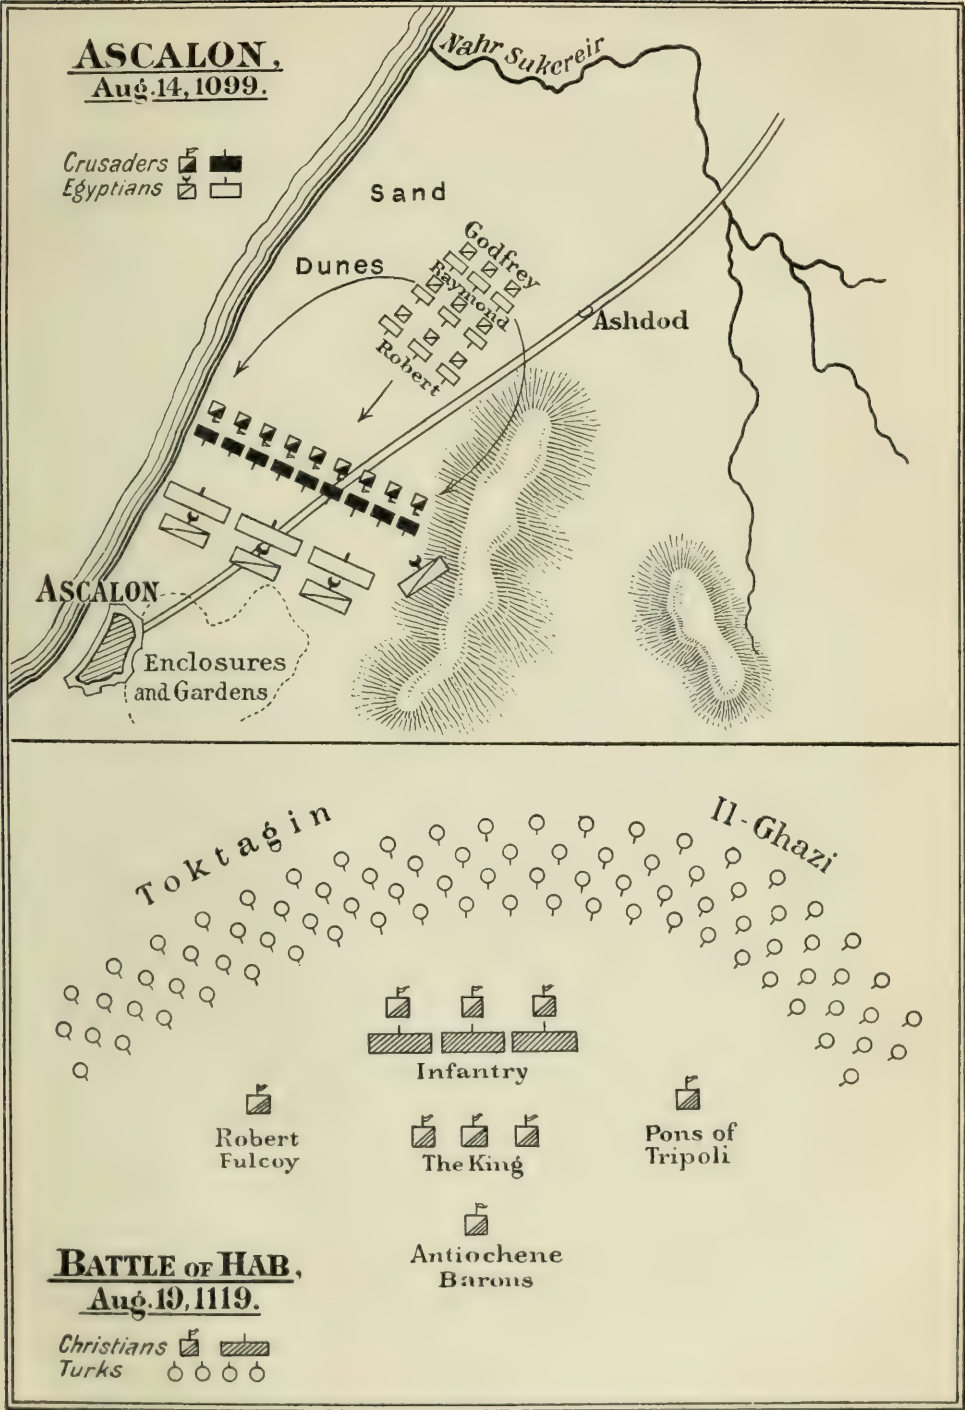 ASCALON,
Aug. 14, 1099.
Crusaders
Egyptians
Nahr Sukereir
Sand
Dunes
Godfrey
Raymond
Robert
Ashdod
ASCALON
Enclosures
and Gardens
Toktagin
Il-Ghazi
Infantry
Robert
Fulcoy
The King
Pons of
Tripoli
Antiochene
Barons
BATTLE OF HAB,
Aug. 19, 1119.
Christians
Turks